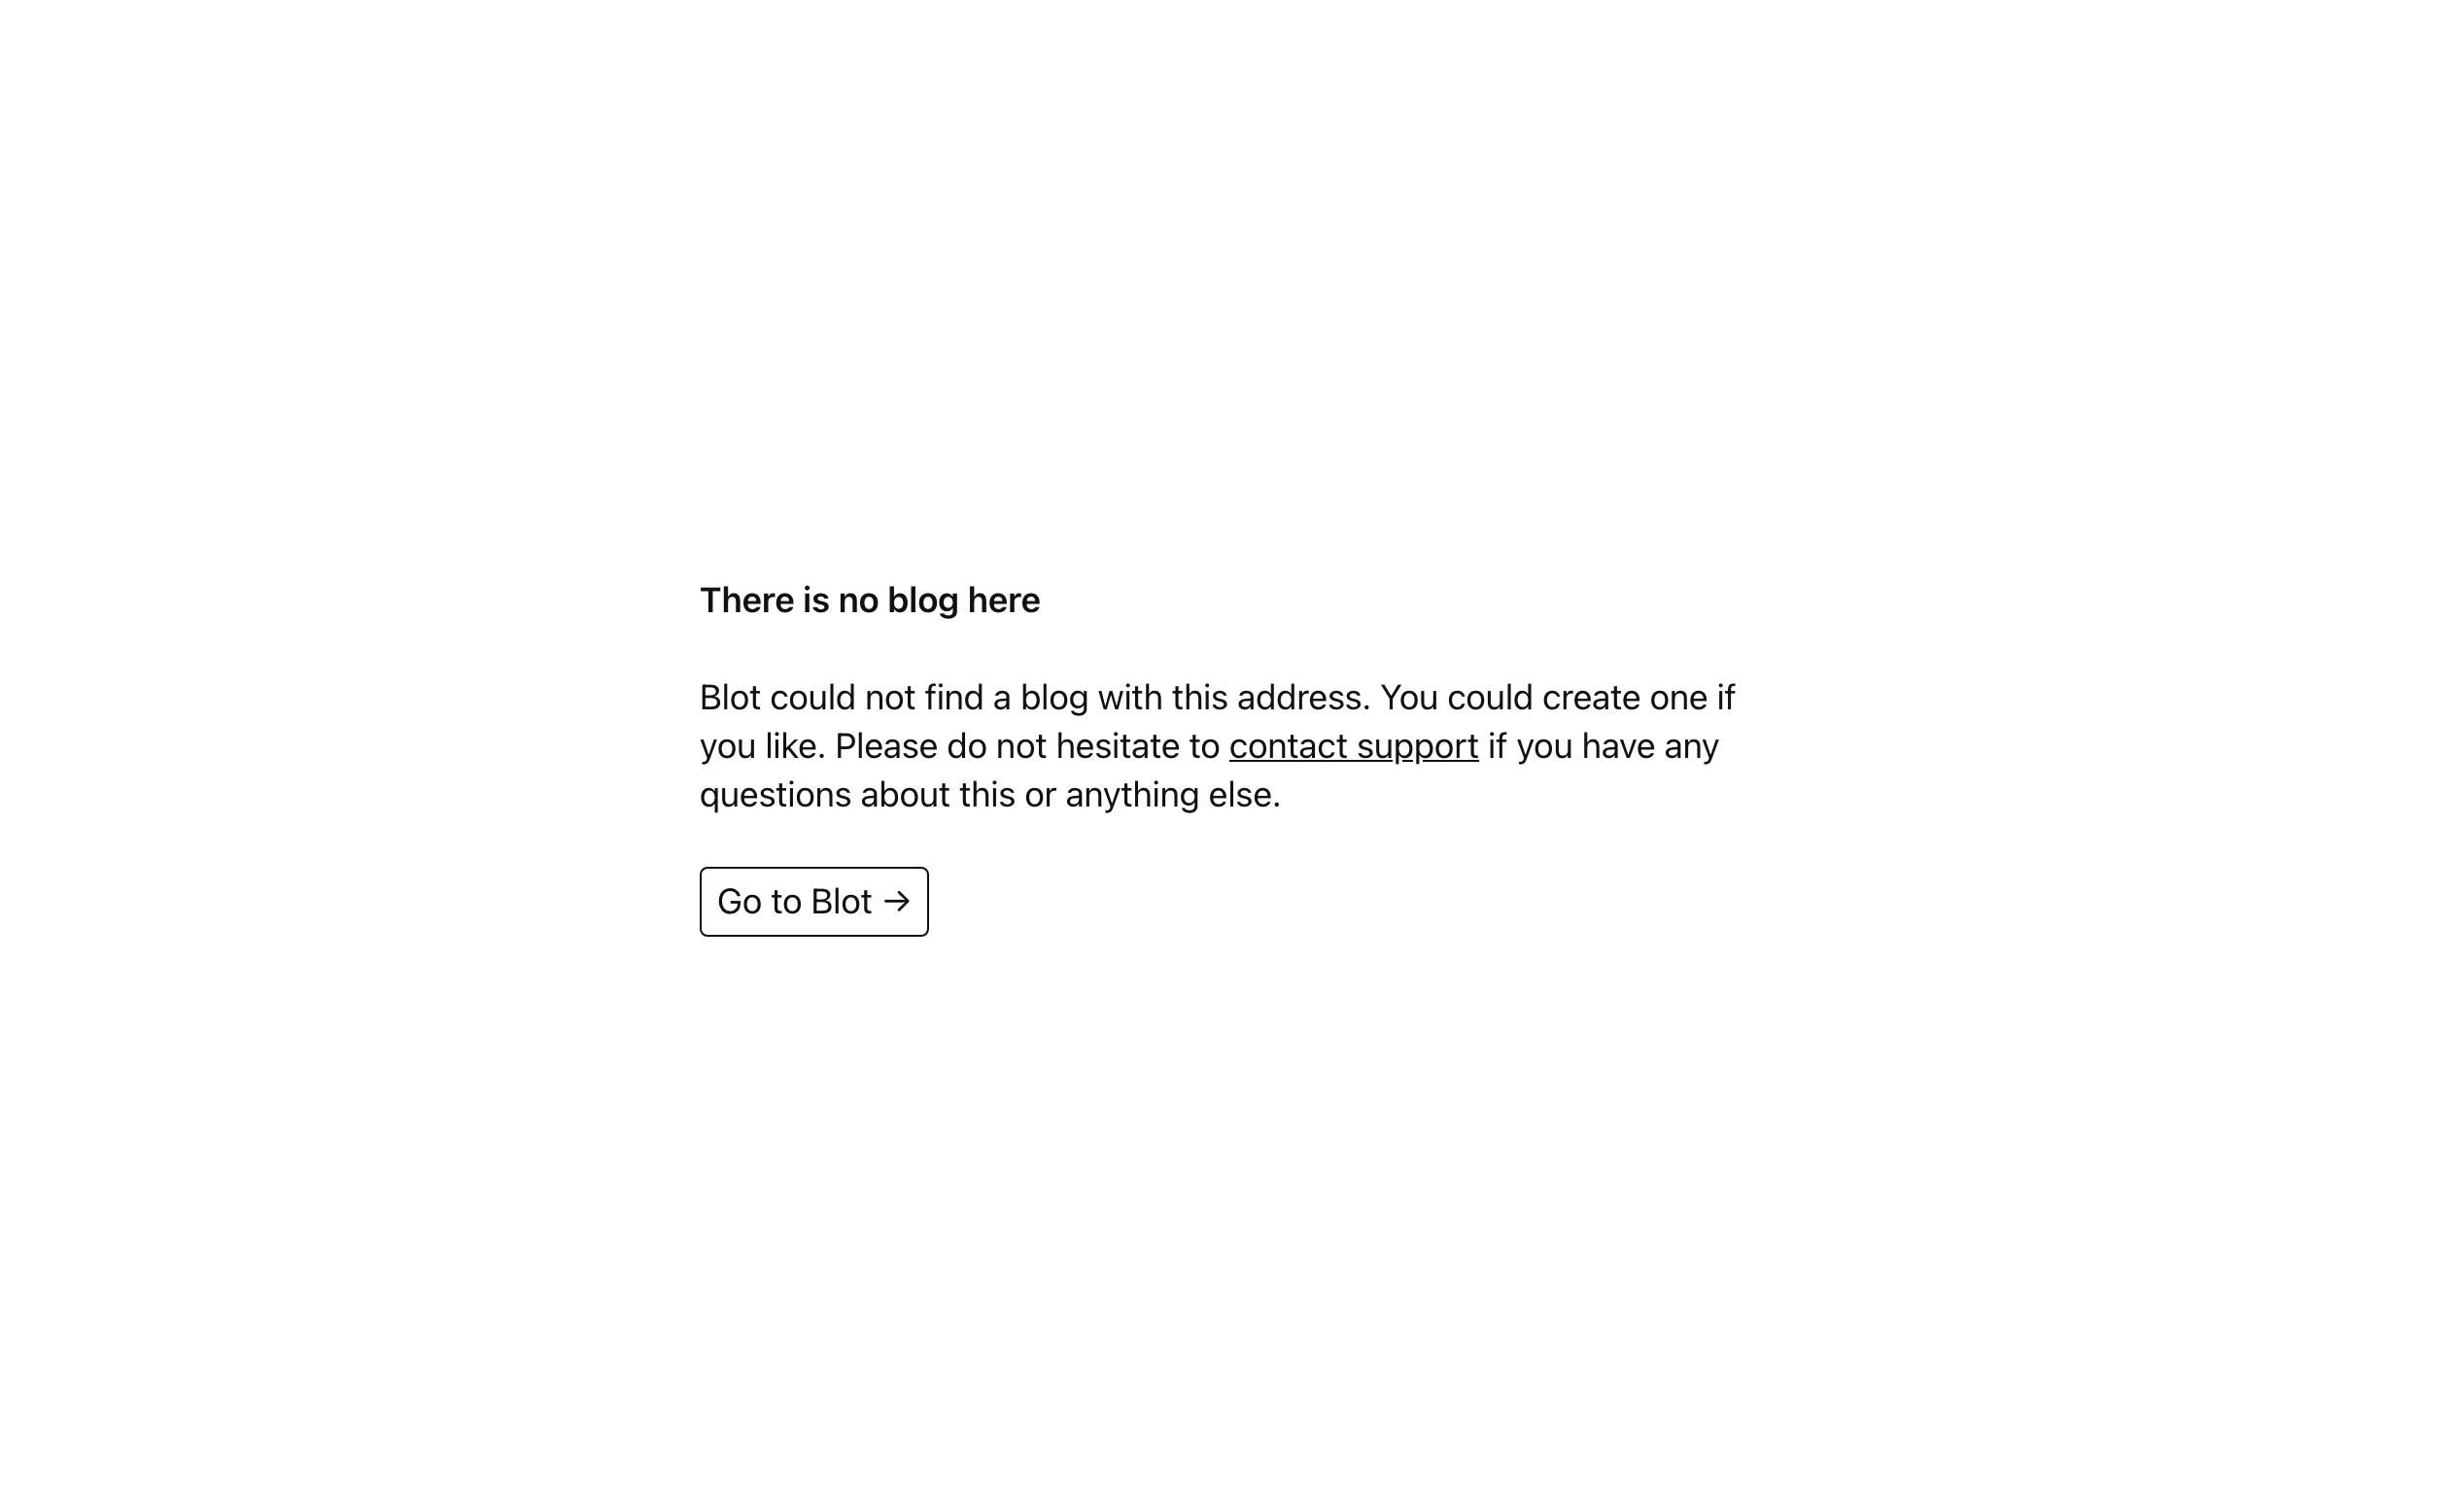 There is no blog here
Blot could not find a blog with this address. You could create one if
you like. Please do not hesitate to contact support if you have any
questions about this or anything else.
Go to Blot →